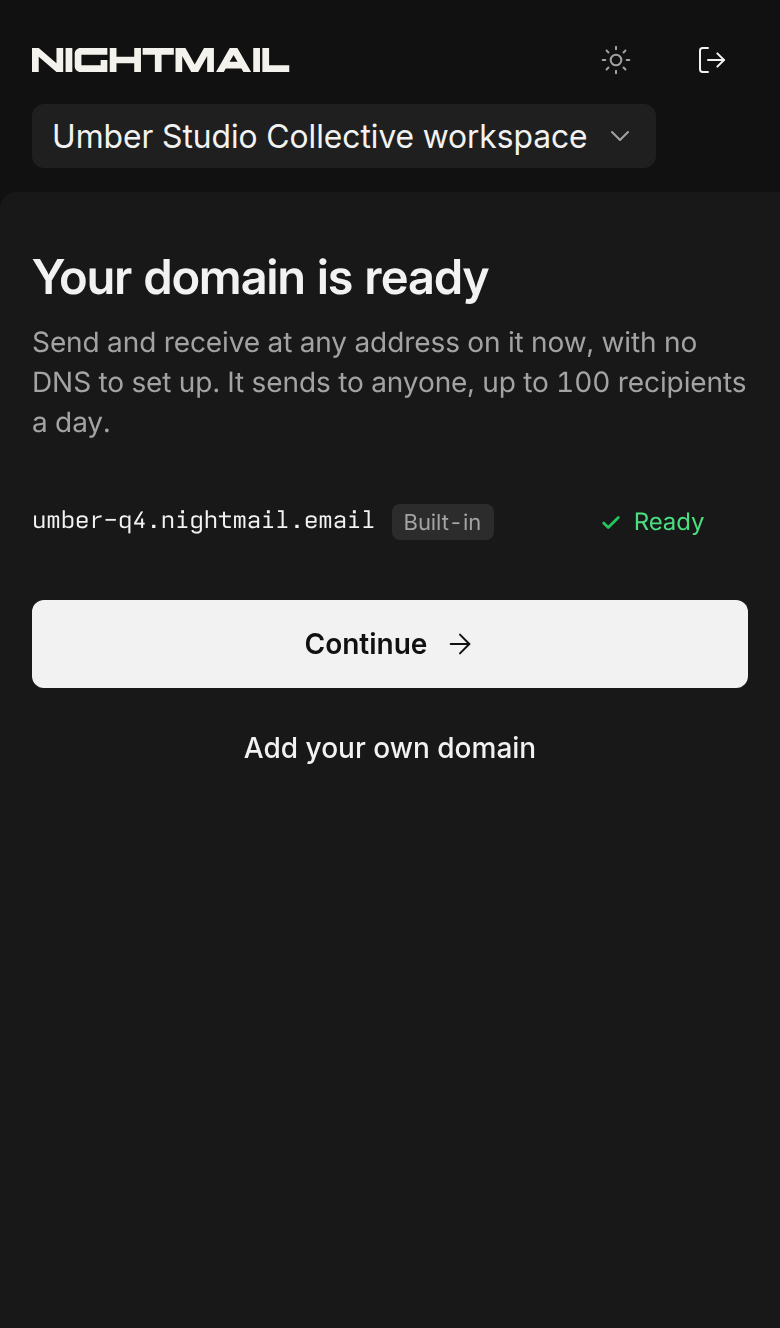 NIGHTMAIL
Umber Studio Collective workspace
Your domain is ready
Send and receive at any address on it now, with no
DNS to set up. It sends to anyone, up to 100 recipients
a day.
umber-q4.nightmail.email Built-in Ready
Continue
Add your own domain